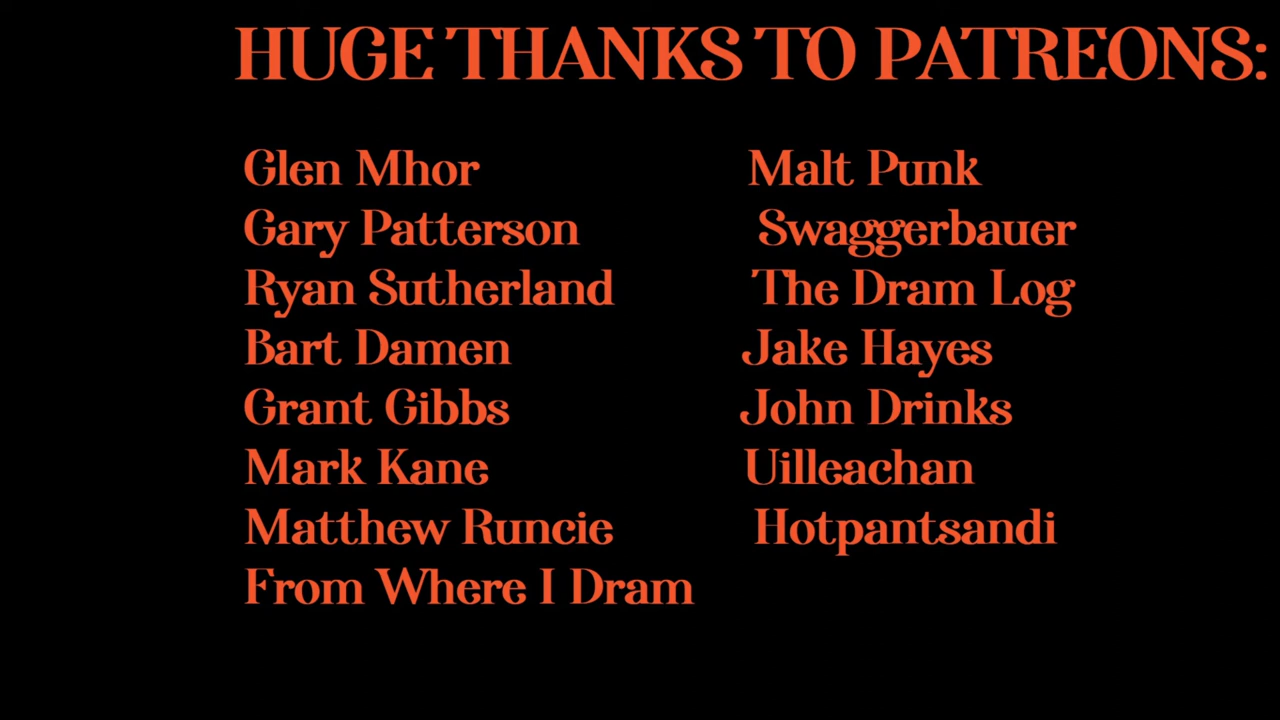 HUGE THANKS TO PATREONS:
Glen Mhor
Gary Patterson
Ryan Sutherland
Bart Damen
Grant Gibbs
Mark Kane
Matthew Runcie
From Where I Dram
Malt Punk
Swaggerbauer
The Dram Log
Jake Hayes
John Drinks
Uilleachan
Hotpantsandi